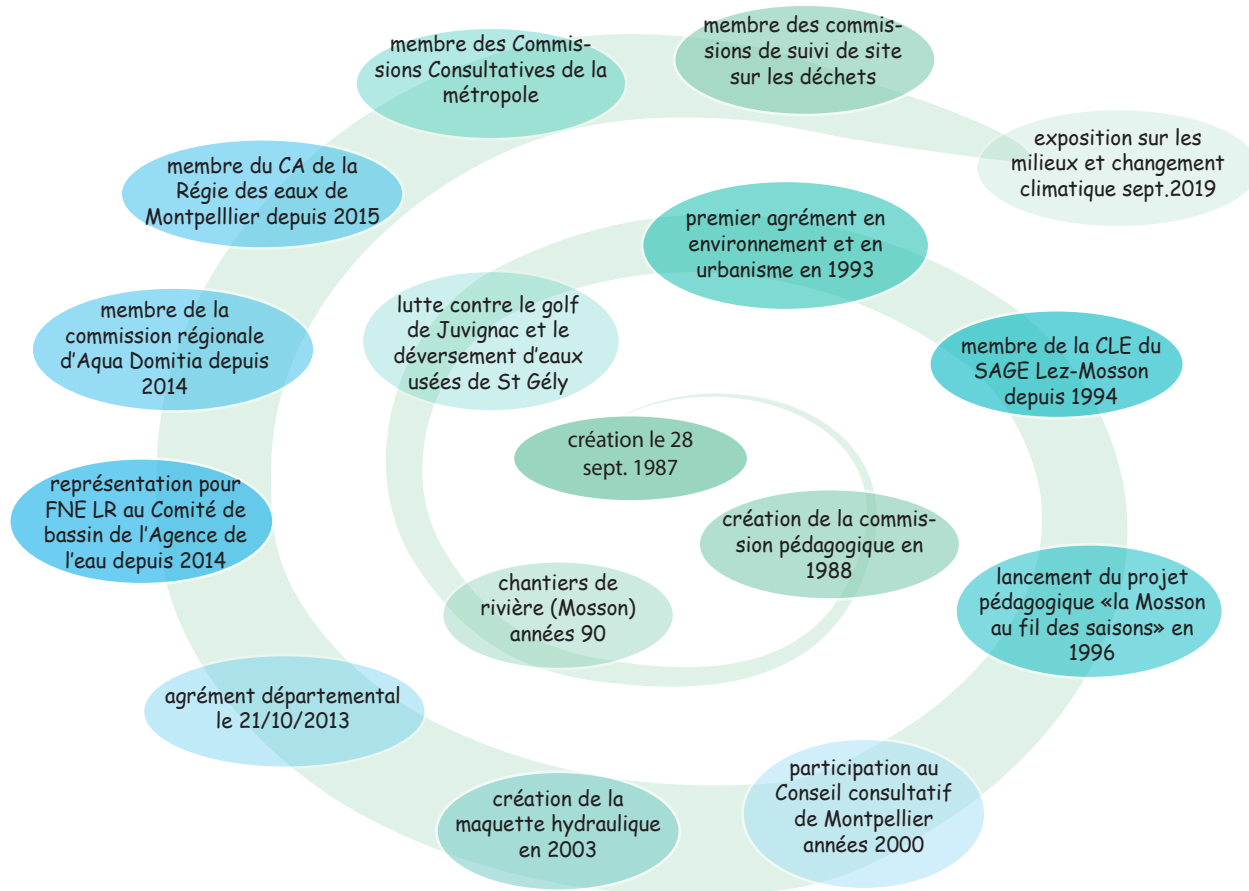 membre des commis-
sions de suivi de site
sur les déchets
membre des Commis-
sions Consultatives de la
métropole
exposition sur les
milieux et changement
climatique sept.2019
membre du CA de la
Régie des eaux de
Montpelllier depuis 2015
premier agrément en
environnement et en
urbanisme en 1993
lutte contre le golf
de Juvignac et le
déversement d'eaux
usées de St Gély
membre de la
commission régionale
d'Aqua Domitia depuis
2014
membre de la CLE du
SAGE Lez-Mosson
depuis 1994
création le 28
sept. 1987
représentation pour
FNE LR au Comité de
bassin de l'Agence de
l'eau depuis 2014
création de la commis-
sion pédagogique en
1988
chantiers de
rivière (Mosson)
années 90
lancement du projet
pédagogique «la Mosson
au fil des saisons» en
1996
agrément départemental
le 21/10/2013
participation au
Conseil consultatif
de Montpellier
années 2000
création de la
maquette hydraulique
en 2003